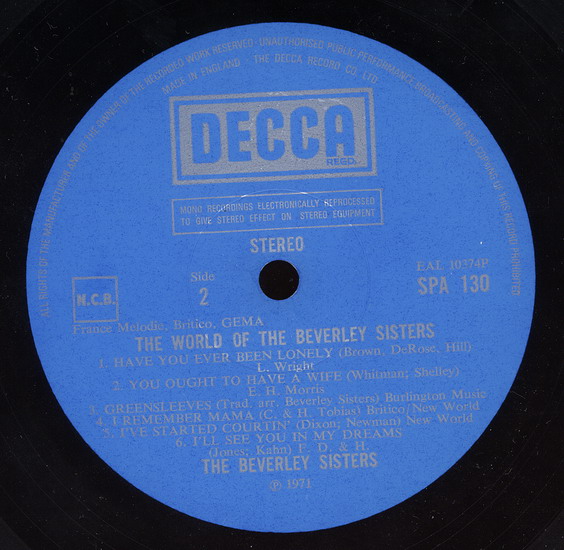 ALL RIGHTS OF THE MANUFACTURER AND OF THE OWNER OF THE RECORDED WORK RESERVED · UNAUTHORISED PUBLIC PERFORMANCE BROADCASTING AND COPYING OF THIS RECORD PROHIBITED
MADE IN ENGLAND · THE DECCA RECORD CO. LTD.
DECCA
REGD.
MONO RECORDINGS ELECTRONICALLY REPROCESSED
TO GIVE STEREO EFFECT ON STEREO EQUIPMENT
STEREO
Side
2
EAL 10374P
SPA 130
N.C.B.
France Melodie, Britico, GEMA
THE WORLD OF THE BEVERLEY SISTERS
1. HAVE YOU EVER BEEN LONELY (Brown; DeRose, Hill)
L. Wright
2. YOU OUGHT TO HAVE A WIFE (Whitman; Shelley)
E. H. Morris
3. GREENSLEEVES (Trad. arr. Beverley Sisters) Burlington Music
4. I REMEMBER MAMA (C. & H. Tobias) Britico/New World
5. I'VE STARTED COURTIN' (Dixon; Newman) New World
6. I'LL SEE YOU IN MY DREAMS
(Jones; Kahn) F. D. & H.
THE BEVERLEY SISTERS
℗ 1971